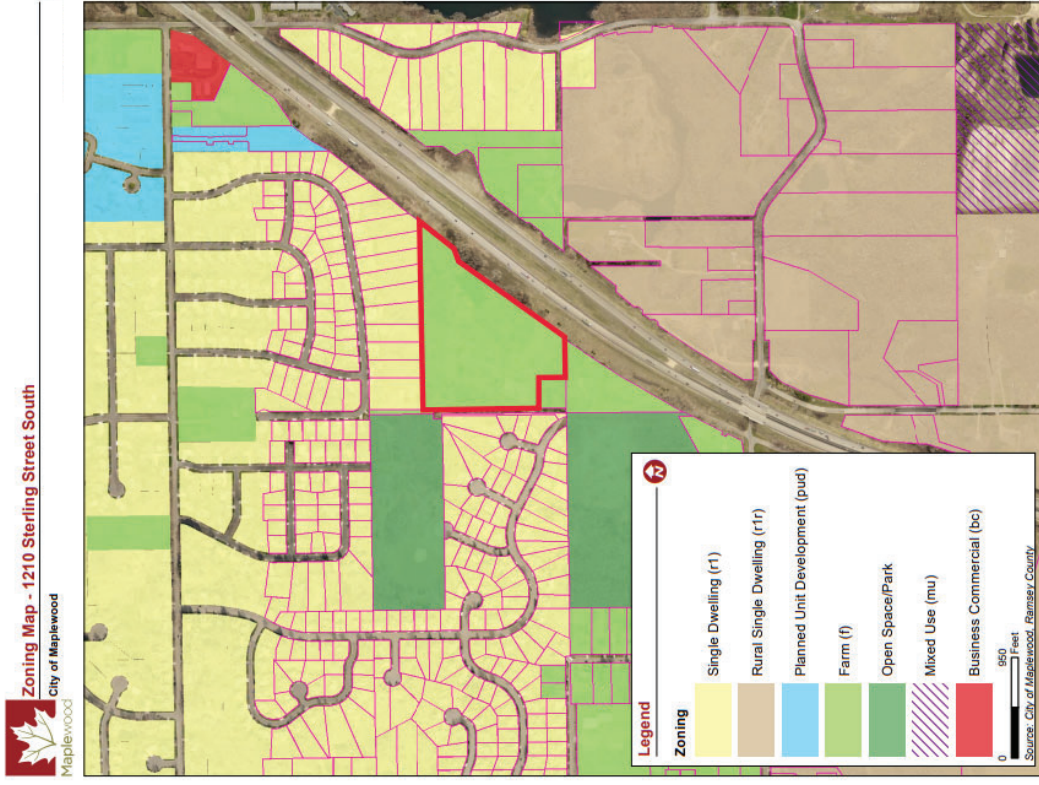 Zoning Map - 1210 Sterling Street South
City of Maplewood
Maplewood
Legend
N
Zoning
Single Dwelling (r1)
Rural Single Dwelling (r1r)
Planned Unit Development (pud)
Farm (f)
Open Space/Park
Mixed Use (mu)
Business Commercial (bc)
0 950
Feet
Source: City of Maplewood, Ramsey County